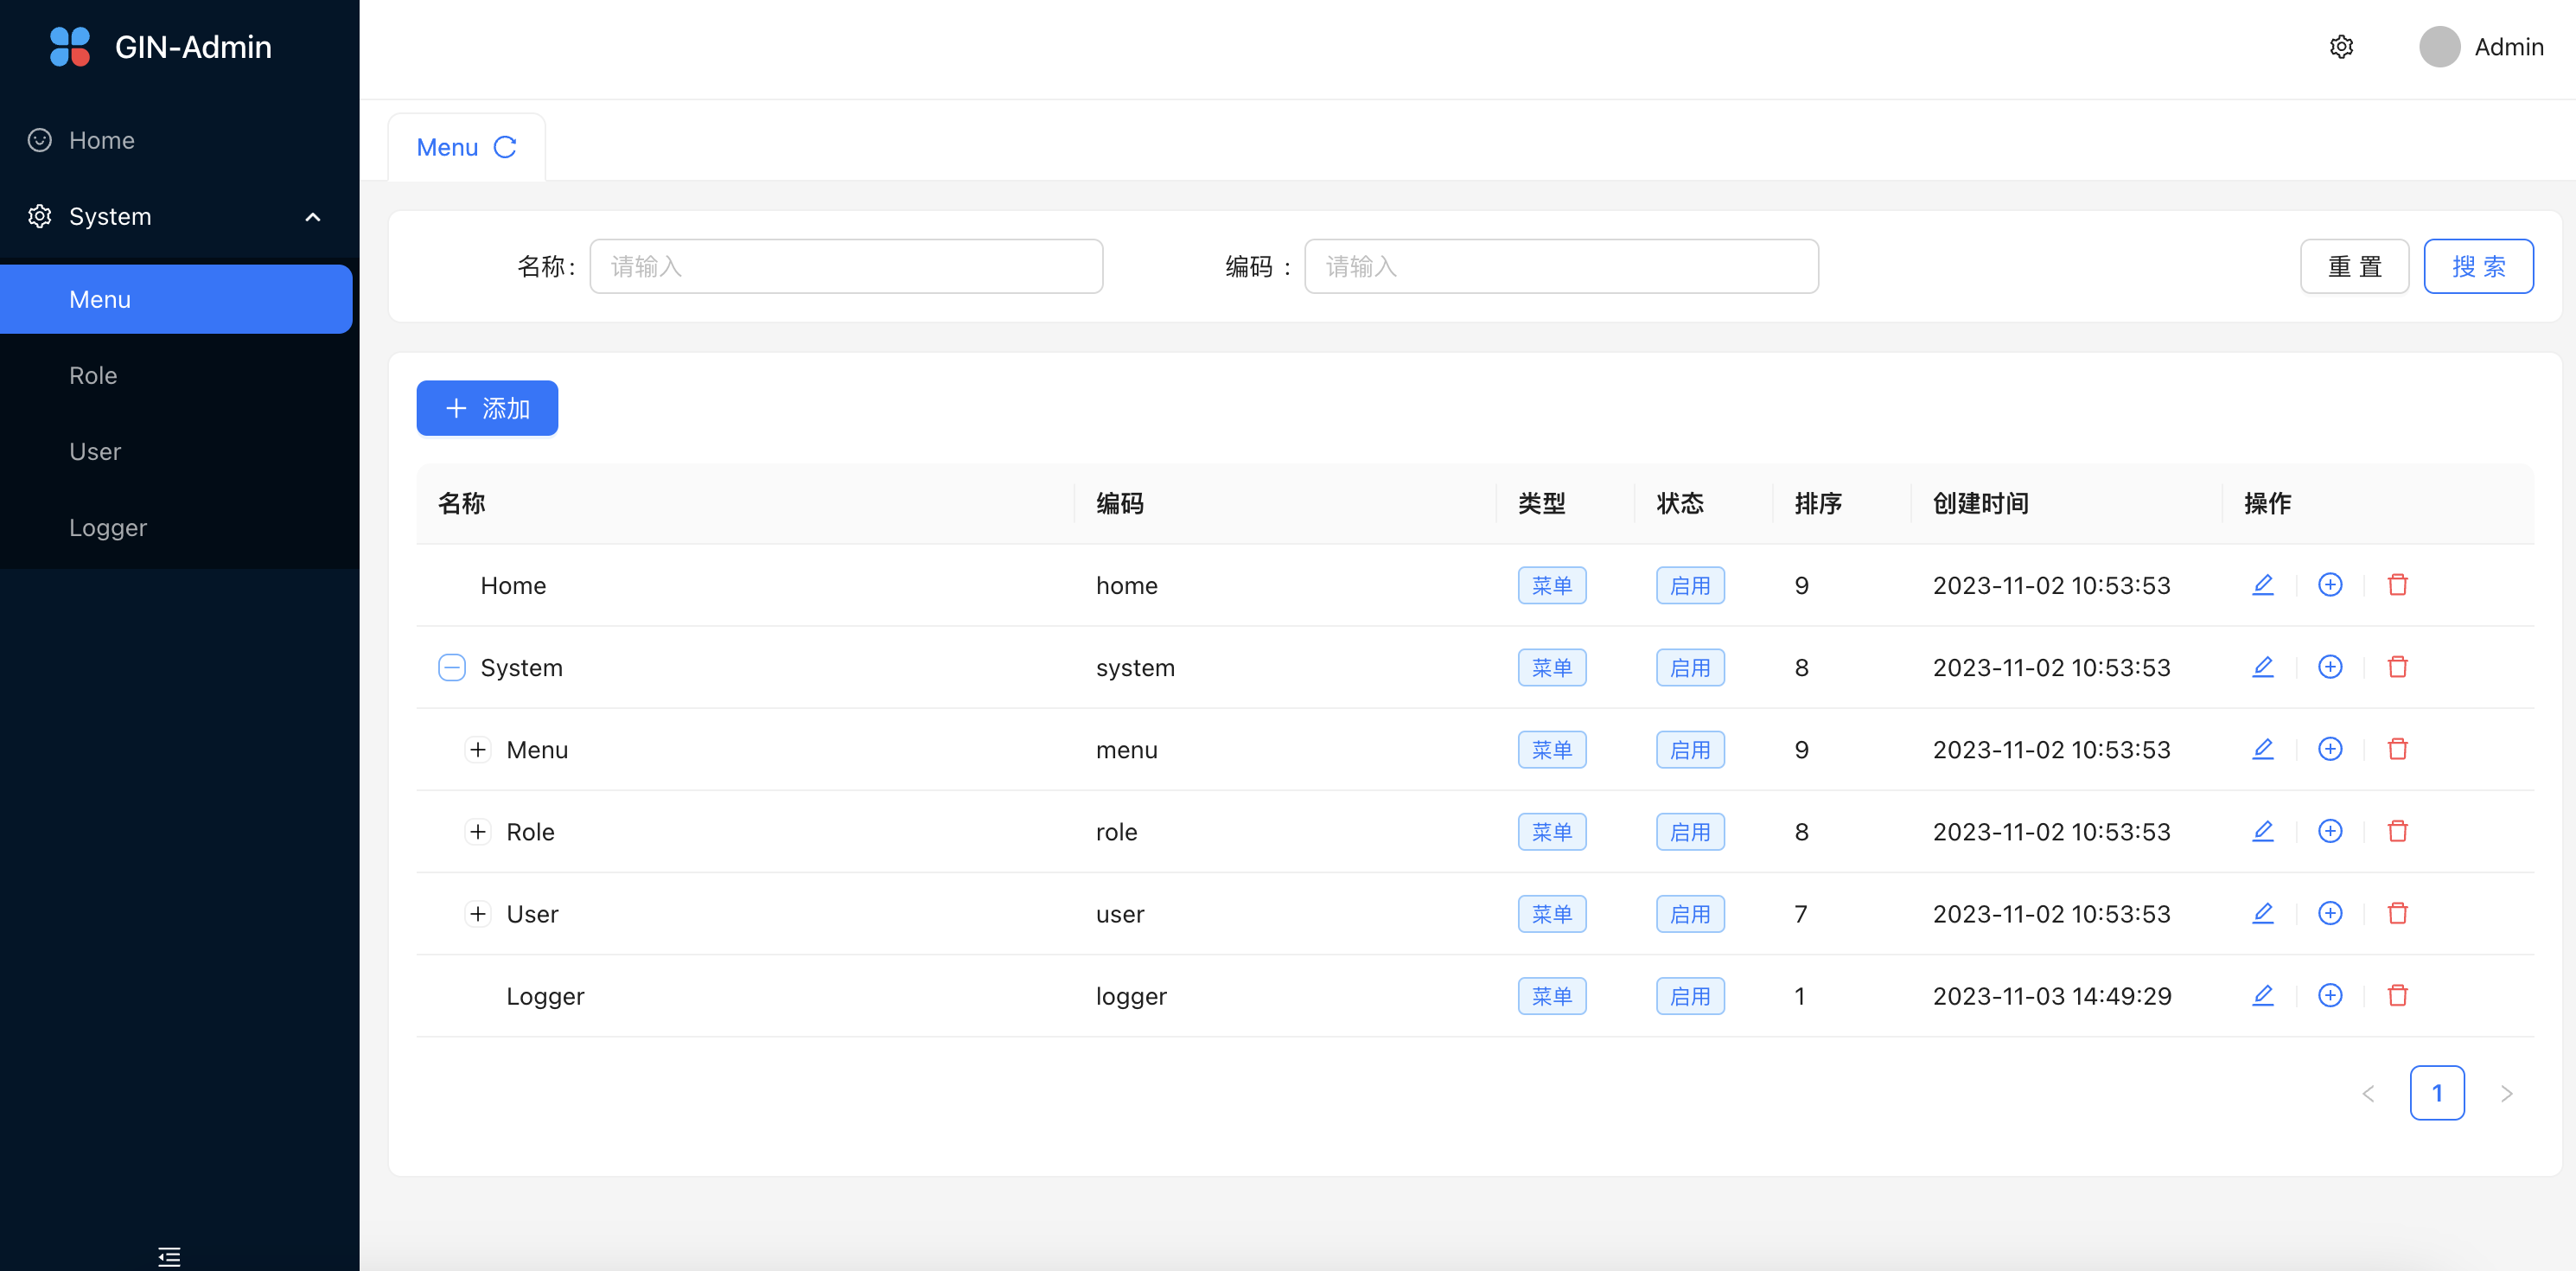 GIN-Admin
Admin
Home
System
Menu
Role
User
Logger
Menu
名称: 请输入 编码 : 请输入 重 置 搜 索
添加
名称 编码 类型 状态 排序 创建时间 操作
Home home 菜单 启用 9 2023-11-02 10:53:53
System system 菜单 启用 8 2023-11-02 10:53:53
Menu menu 菜单 启用 9 2023-11-02 10:53:53
Role role 菜单 启用 8 2023-11-02 10:53:53
User user 菜单 启用 7 2023-11-02 10:53:53
Logger logger 菜单 启用 1 2023-11-03 14:49:29
1